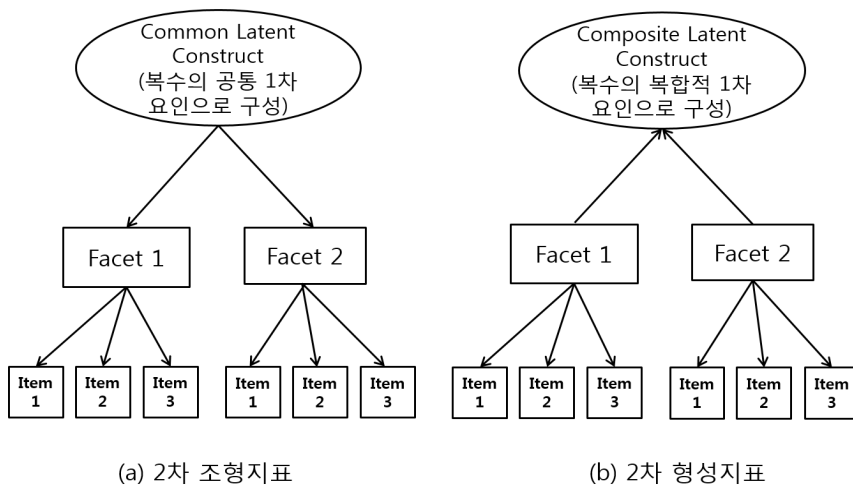 Common Latent
Construct
(복수의 공통 1차
요인으로 구성)
Facet 1
Facet 2
Item
1
Item
2
Item
3
Item
1
Item
2
Item
3
(a) 2차 조형지표
Composite Latent
Construct
(복수의 복합적 1차
요인으로 구성)
Facet 1
Facet 2
Item
1
Item
2
Item
3
Item
1
Item
2
Item
3
(b) 2차 형성지표